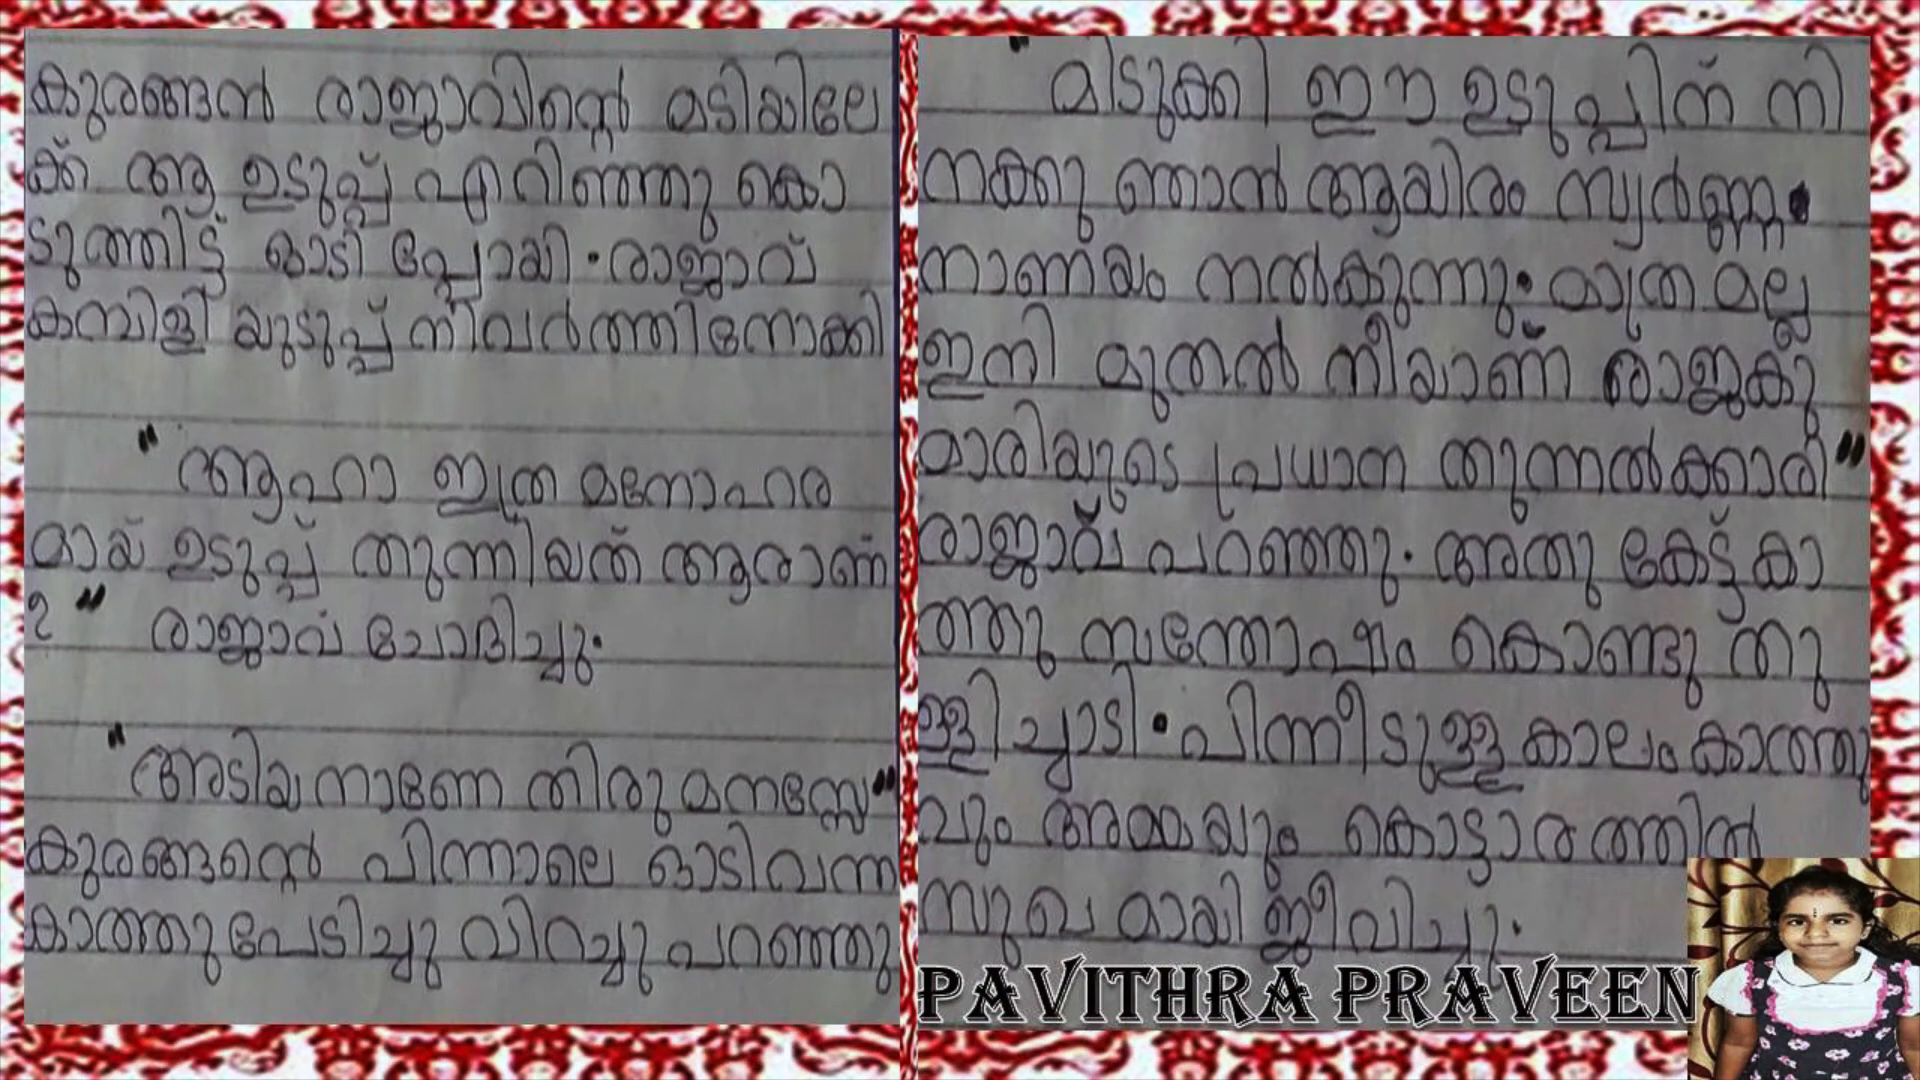 കുരങ്ങൻ രാജാവിന്റെ മടിയിലേ
ക്ക് ആ ഉടുപ്പ് എറിഞ്ഞു കൊ
ടുത്തിട്ട് ഓടി പ്പോയി. രാജാവ്
കമ്പിളി യുടുപ്പ് നിവർത്തിനോക്കി
"ആഹാ ഇത്ര മനോഹര
മായ് ഉടുപ്പ് തുന്നിയത് ആരാണ്
?" രാജാവ് ചോദിച്ചു.
"അടിയനാണേ തിരുമനസ്സേ"
കുരങ്ങന്റെ പിന്നാലെ ഓടിവന്ന
കാത്തു പേടിച്ചു വിറച്ചു പറഞ്ഞു
"മിടുക്കി ഈ ഉടുപ്പിന് നി
നക്കു ഞാൻ ആയിരം സ്വർണ്ണ
നാണയം നൽകുന്നു. മാത്രമല്ല
ഇനി മുതൽ നീയാണ് രാജകു
മാരിയുടെ പ്രധാന തുന്നൽക്കാരി"
രാജാവ് പറഞ്ഞു. അതു കേട്ട് കാ
ത്തു സന്തോഷം കൊണ്ടു തു
ള്ളിച്ചാടി. പിന്നീടുള്ള കാലം കാത്തു
വും അമ്മയും കൊട്ടാരത്തിൽ
സുഖമായി ജീവിച്ചു.
PAVITHRA PRAVEEN